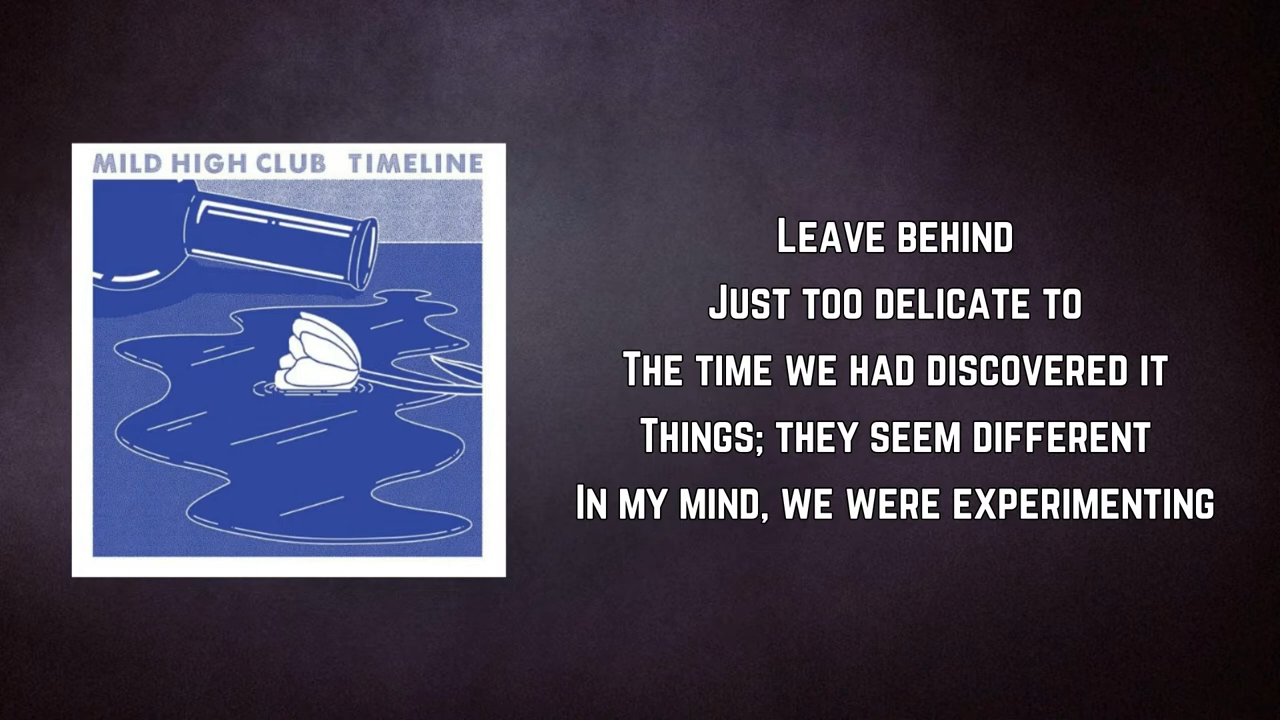 MILD HIGH CLUB TIMELINE
LEAVE BEHIND
JUST TOO DELICATE TO
THE TIME WE HAD DISCOVERED IT
THINGS; THEY SEEM DIFFERENT
IN MY MIND, WE WERE EXPERIMENTING